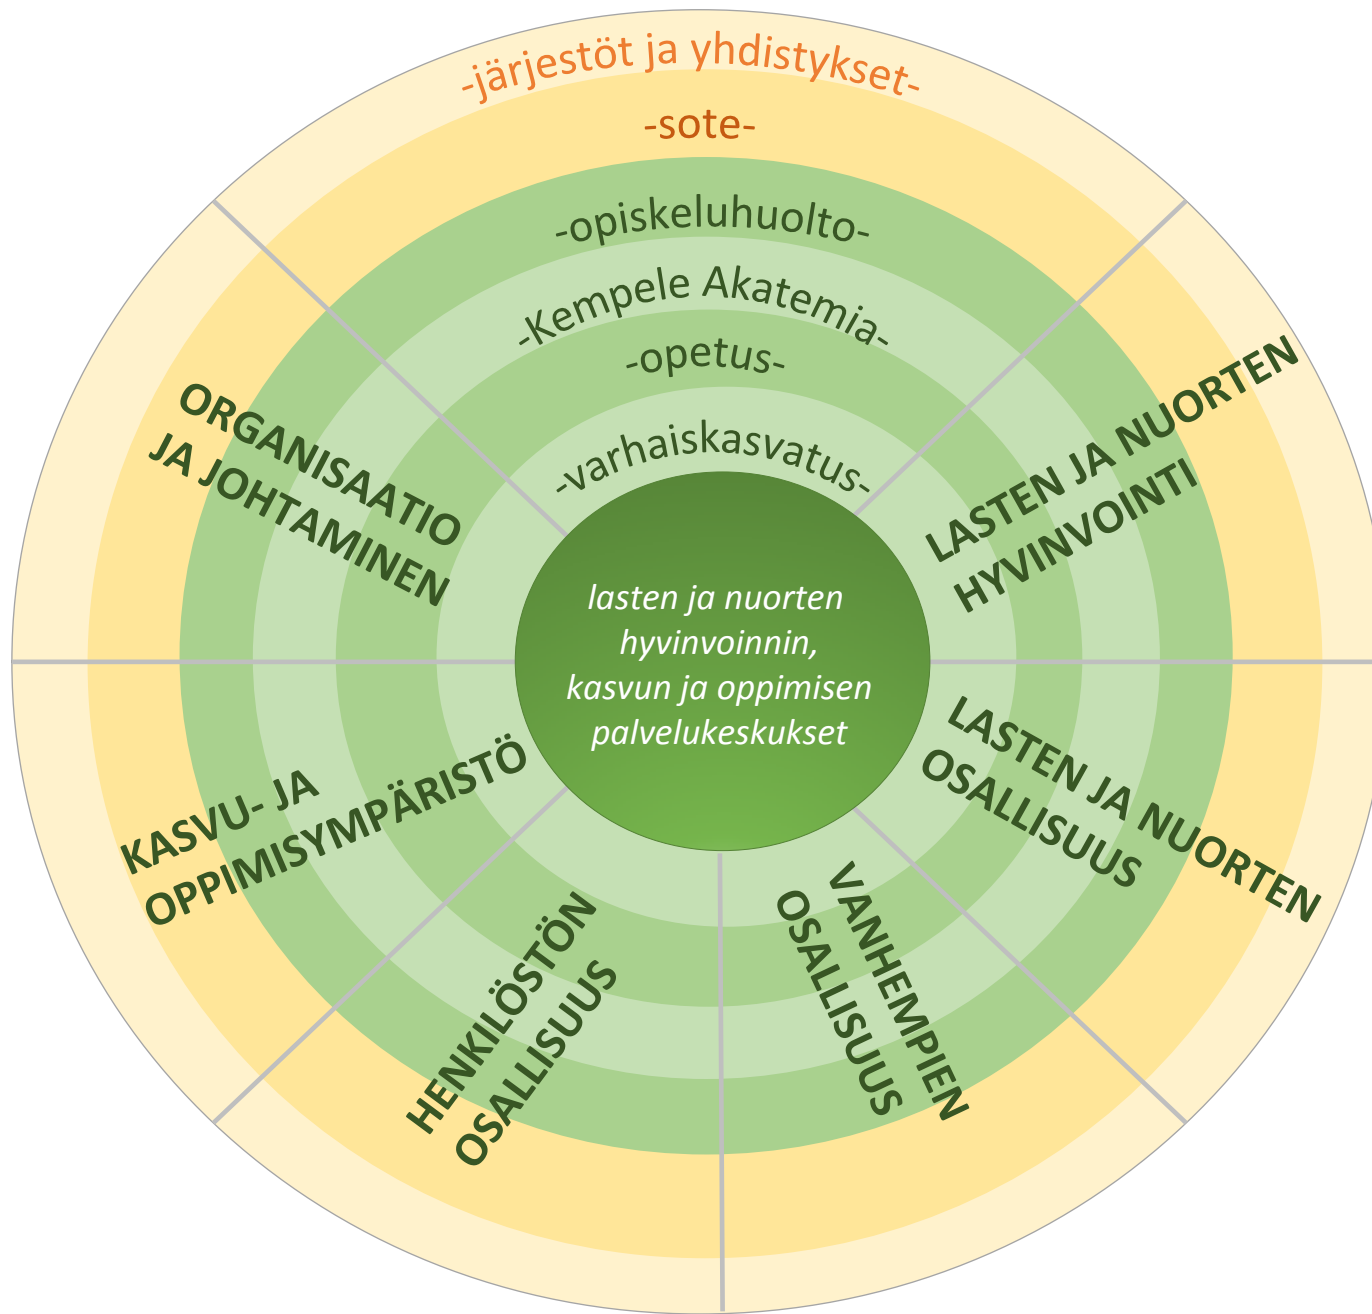 -järjestöt ja yhdistykset-
-sote-
-opiskeluhuolto-
-Kempele Akatemia-
-opetus-
-varhaiskasvatus-
ORGANISAATIO
JA JOHTAMINEN
LASTEN JA NUORTEN
HYVINVOINTI
lasten ja nuorten
hyvinvoinnin,
kasvun ja oppimisen
palvelukeskukset
KASVU- JA
OPPIMISYMPÄRISTÖ
LASTEN JA NUORTEN
OSALLISUUS
HENKILÖSTÖN
OSALLISUUS
VANHEMPIEN
OSALLISUUS